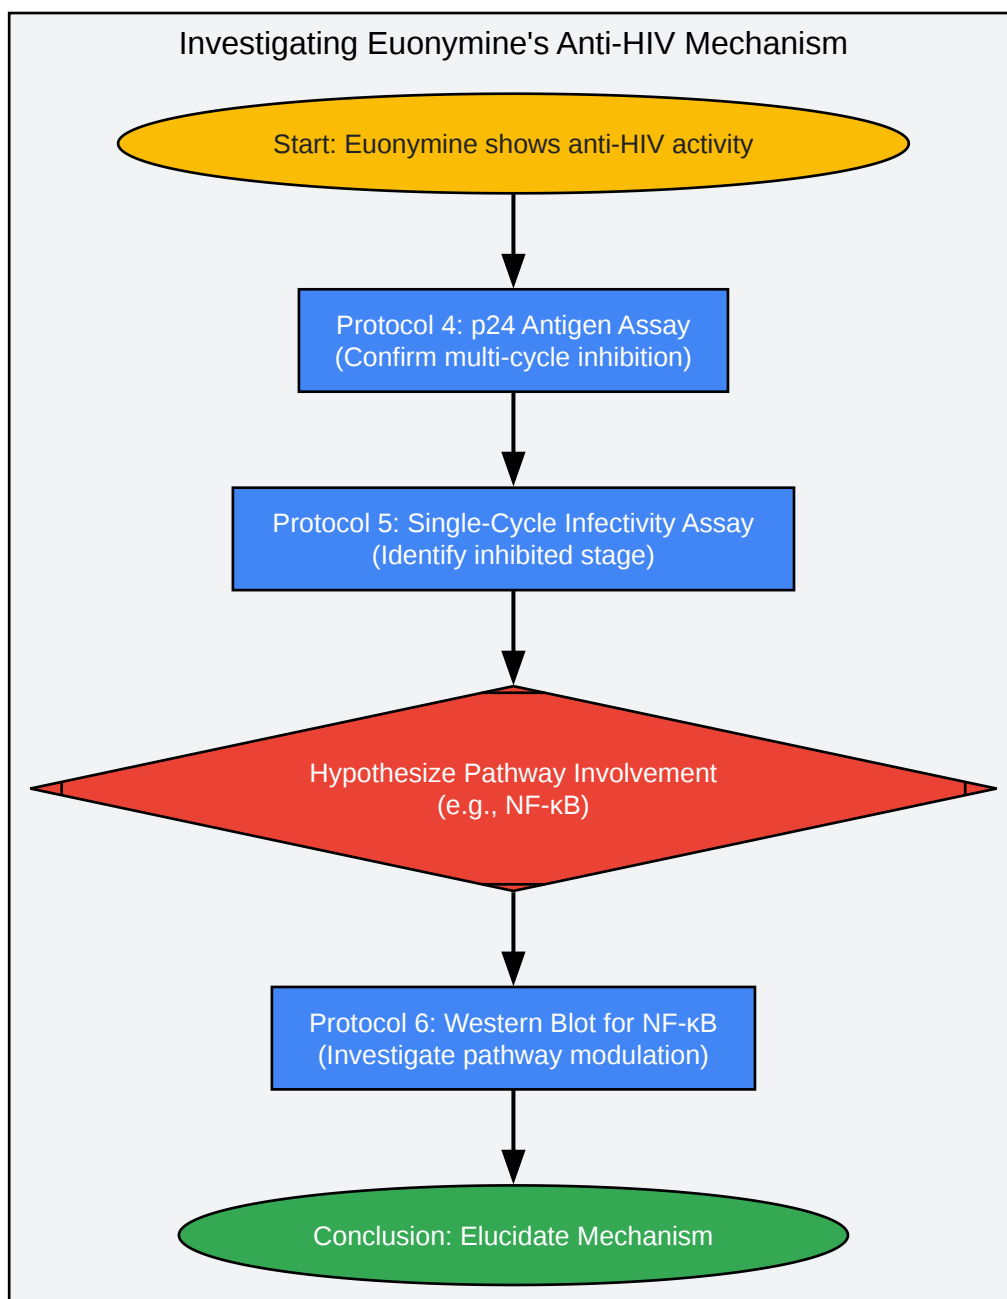 Investigating Euonymine's Anti-HIV Mechanism
Start: Euonymine shows anti-HIV activity
Protocol 4: p24 Antigen Assay
(Confirm multi-cycle inhibition)
Protocol 5: Single-Cycle Infectivity Assay
(Identify inhibited stage)
Hypothesize Pathway Involvement
(e.g., NF-κB)
Protocol 6: Western Blot for NF-κB
(Investigate pathway modulation)
Conclusion: Elucidate Mechanism